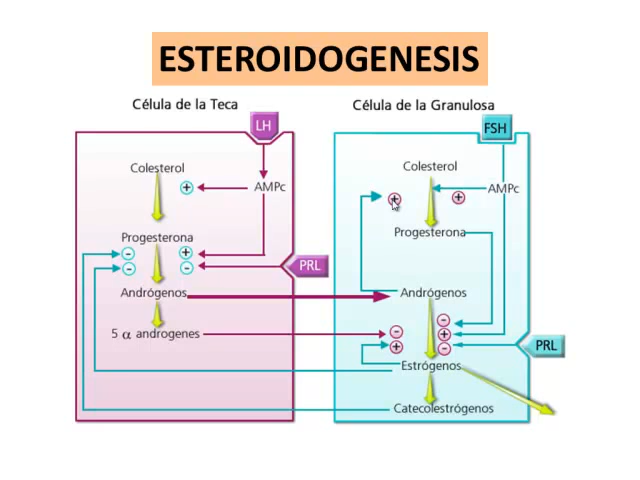 ESTEROIDOGENESIS
Célula de la Teca
Célula de la Granulosa
LH
FSH
Colesterol
+
AMPc
Progesterona
-
+
-
-
PRL
Andrógenos
5 α androgenes
Colesterol
+
+
AMPc
Progesterona
Andrógenos
-
-
+
+
-
PRL
Estrógenos
Catecolestrógenos